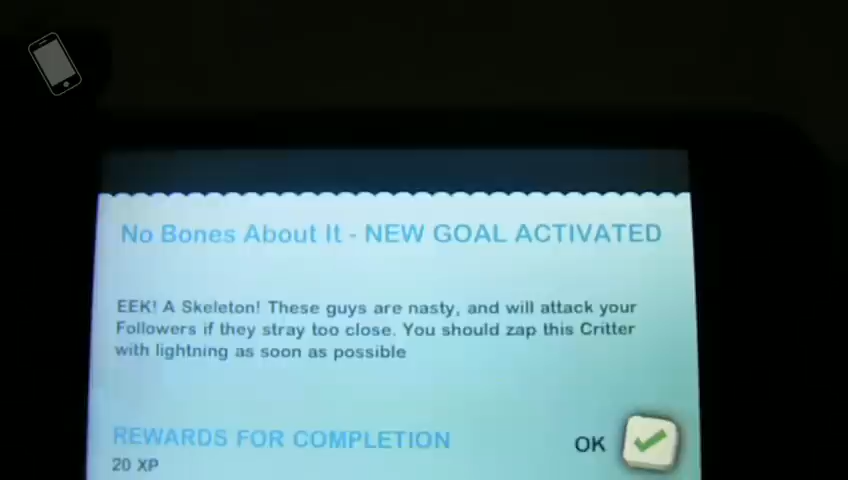 No Bones About It - NEW GOAL ACTIVATED
EEK! A Skeleton! These guys are nasty, and will attack your
Followers if they stray too close. You should zap this Critter
with lightning as soon as possible
REWARDS FOR COMPLETION
OK
20 XP